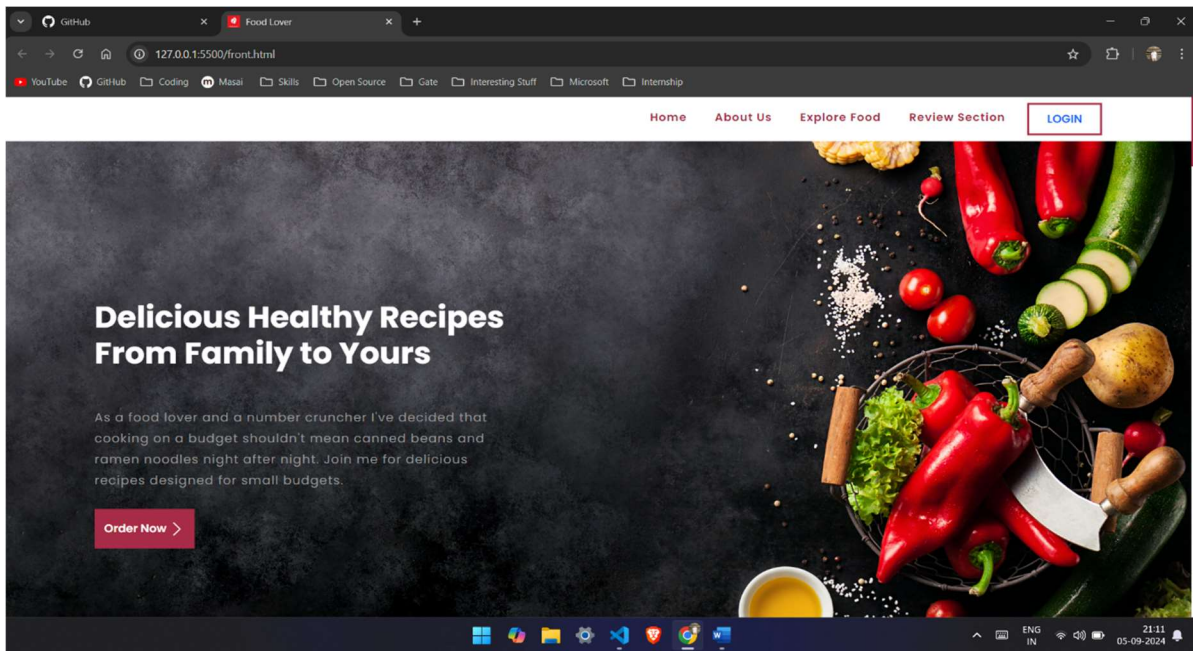 GitHub
Food Lover
127.0.0.1:5500/front.html
YouTube GitHub Coding Masai Skills Open Source Gate Interesting Stuff Microsoft Internship
Home About Us Explore Food Review Section LOGIN
Delicious Healthy Recipes
From Family to Yours
As a food lover and a number cruncher I've decided that
cooking on a budget shouldn't mean canned beans and
ramen noodles night after night. Join me for delicious
recipes designed for small budgets.
Order Now
ENG
IN
21:11
05-09-2024